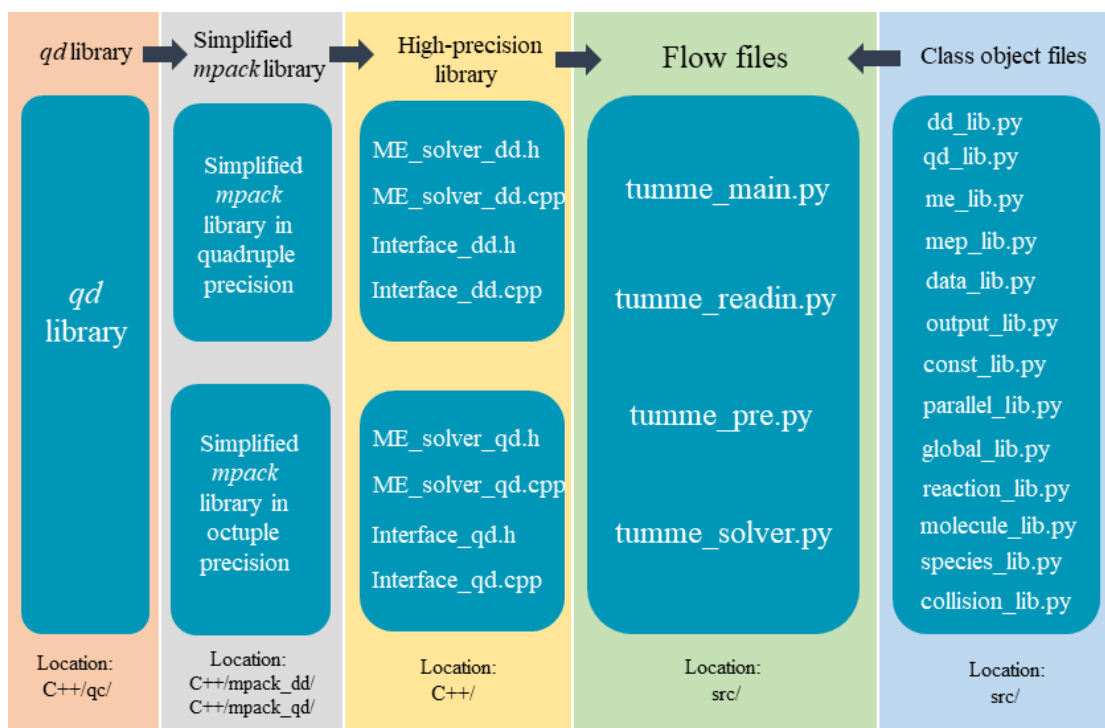 qd library
Simplified
mpack library
High-precision
library
Flow files
Class object files
qd
library
Simplified
mpack
library in
quadruple
precision
Simplified
mpack
library in
octuple
precision
ME_solver_dd.h
ME_solver_dd.cpp
Interface_dd.h
Interface_dd.cpp
ME_solver_qd.h
ME_solver_qd.cpp
Interface_qd.h
Interface_qd.cpp
tumme_main.py
tumme_readin.py
tumme_pre.py
tumme_solver.py
dd_lib.py
qd_lib.py
me_lib.py
mep_lib.py
data_lib.py
output_lib.py
const_lib.py
parallel_lib.py
global_lib.py
reaction_lib.py
molecule_lib.py
species_lib.py
collision_lib.py
Location:
C++/qc/
Location:
C++/mpack_dd/
C++/mpack_qd/
Location:
C++/
Location:
src/
Location:
src/